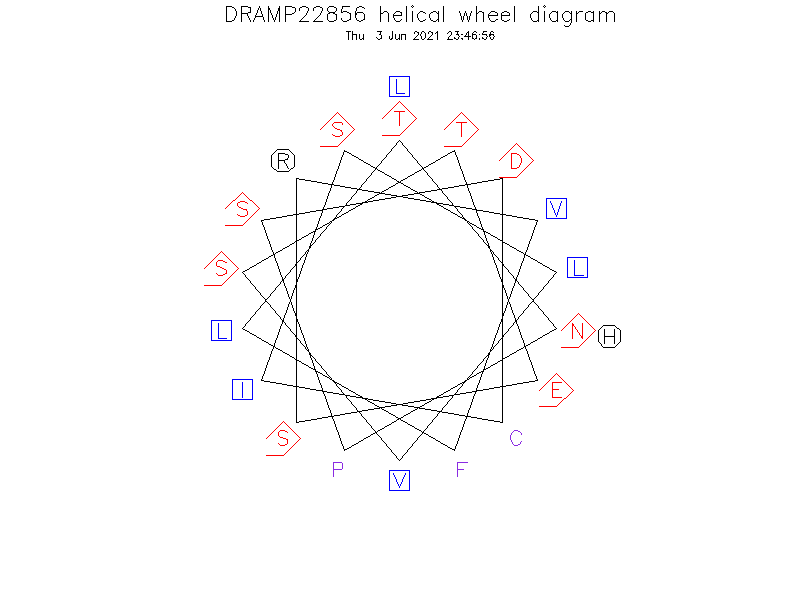 DRAMP22856 helical wheel diagram
Thu 3 Jun 2021 23:46:56
L
S T T
R D
S V
S L
L N H
I E
S C
P V F